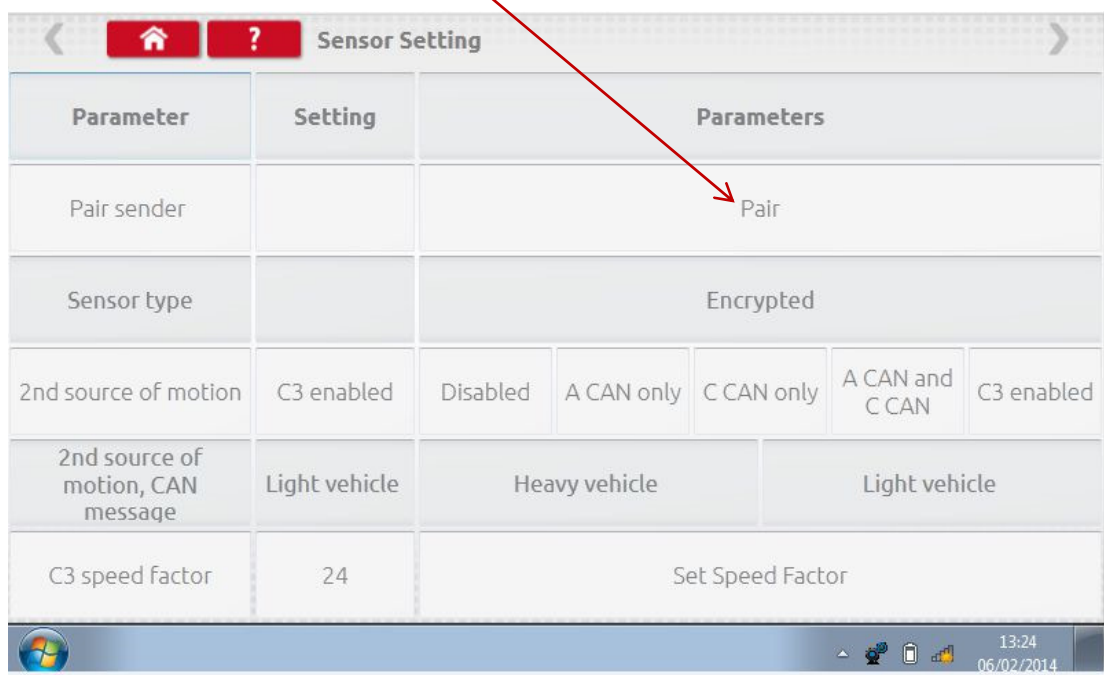 ? Sensor Setting
Parameter Setting Parameters
Pair sender Pair
Sensor type Encrypted
2nd source of motion C3 enabled Disabled A CAN only C CAN only A CAN and
C CAN C3 enabled
2nd source of
motion, CAN
message Light vehicle Heavy vehicle Light vehicle
C3 speed factor 24 Set Speed Factor
13:24
06/02/2014